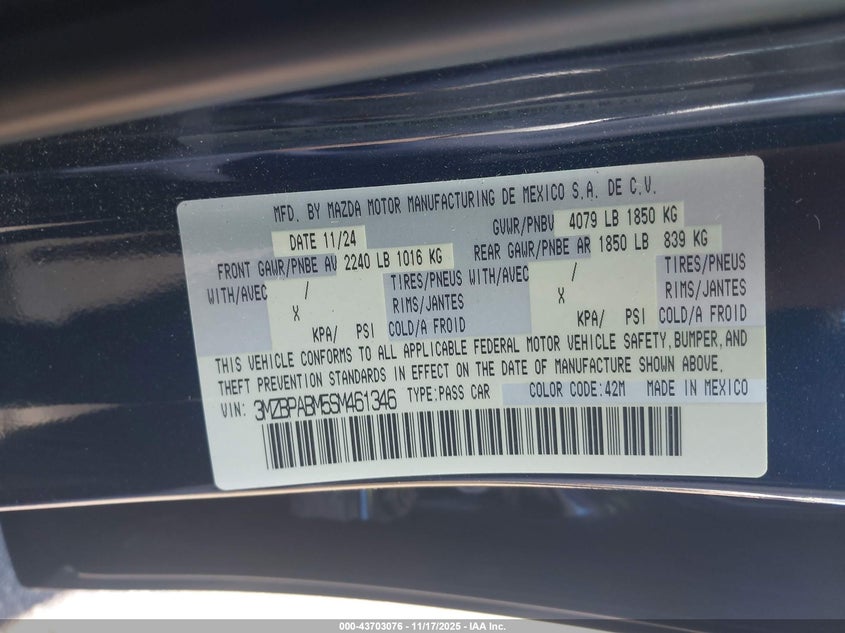 MFD. BY MAZDA MOTOR MANUFACTURING DE MEXICO S.A. DE C.V.
DATE 11/24 GVWR/PNBV 4079 LB 1850 KG
FRONT GAWR/PNBE AV 2240 LB 1016 KG REAR GAWR/PNBE AR 1850 LB 839 KG
WITH/AVEC / TIRES/PNEUS WITH/AVEC / TIRES/PNEUS
X RIMS/JANTES X RIMS/JANTES
KPA/ PSI COLD/A FROID KPA/ PSI COLD/A FROID
THIS VEHICLE CONFORMS TO ALL APPLICABLE FEDERAL MOTOR VEHICLE SAFETY, BUMPER, AND
THEFT PREVENTION STANDARDS IN EFFECT ON THE DATE OF MANUFACTURE SHOWN ABOVE.
VIN: 3MZBPABM5SM461346 TYPE:PASS CAR COLOR CODE:42M MADE IN MEXICO
000-43703076 - 11/17/2025 - IAA Inc.